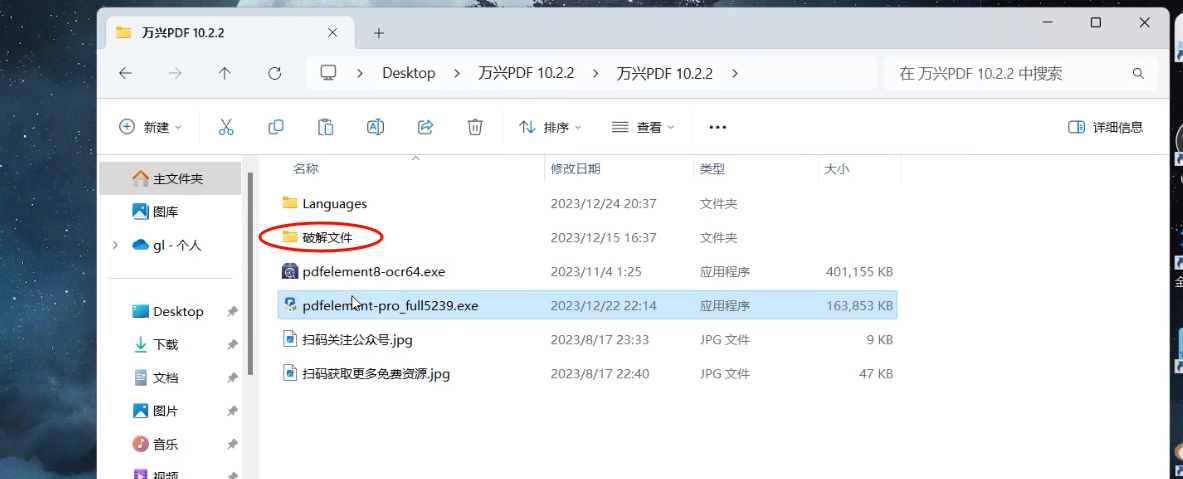 万兴PDF 10.2.2
Desktop > 万兴PDF 10.2.2 > 万兴PDF 10.2.2 >
在 万兴PDF 10.2.2 中搜索
新建 排序 查看 详细信息
名称 修改日期 类型 大小
主文件夹
图库
gl - 个人
Desktop
下载
文档
图片
音乐
视频
Languages 2023/12/24 20:37 文件夹
破解文件 2023/12/15 16:37 文件夹
pdfelement8-ocr64.exe 2023/11/4 1:25 应用程序 401,155 KB
pdfelement-pro_full5239.exe 2023/12/22 22:14 应用程序 163,853 KB
扫码关注公众号.jpg 2023/8/17 23:33 JPG 文件 9 KB
扫码获取更多免费资源.jpg 2023/8/17 22:40 JPG 文件 47 KB